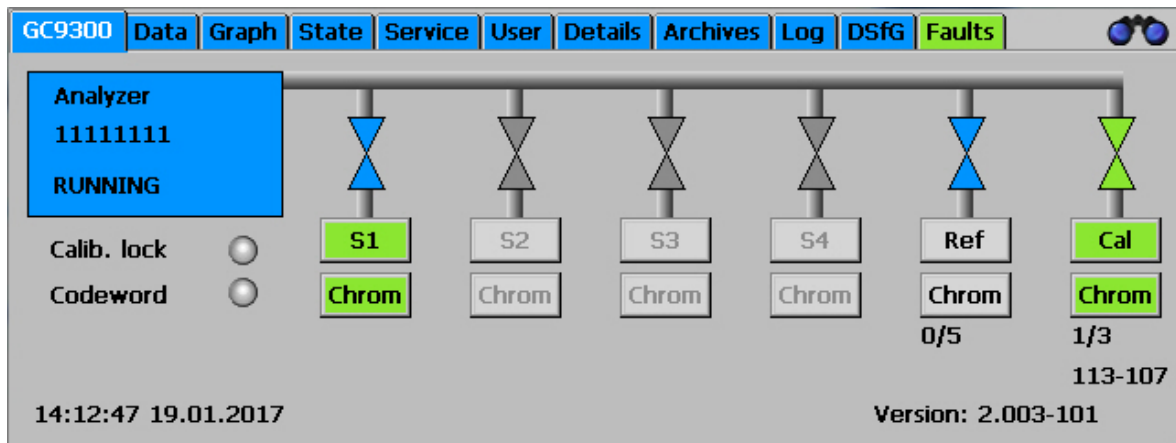 GC9300 Data Graph State Service User Details Archives Log DSfG Faults
Analyzer
11111111
RUNNING
Calib. lock
Codeword
S1 S2 S3 S4 Ref Cal
Chrom Chrom Chrom Chrom Chrom Chrom
0/5 1/3
113-107
14:12:47 19.01.2017 Version: 2.003-101